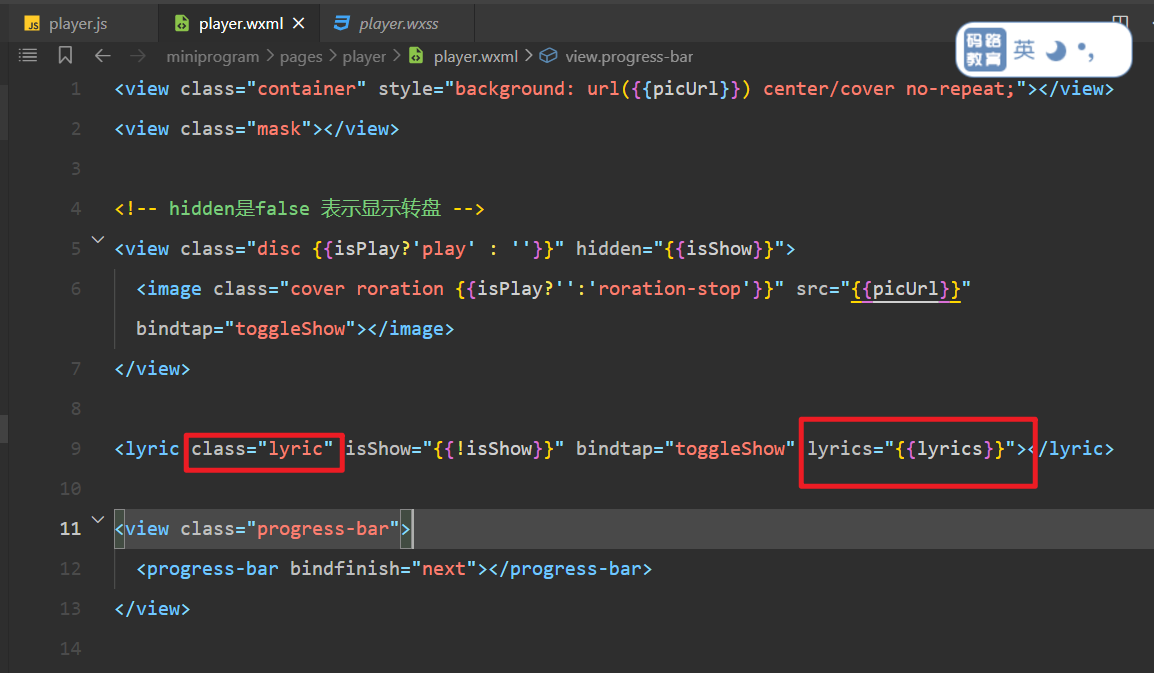 player.js player.wxml player.wxss
miniprogram > pages > player > player.wxml > view.progress-bar
码路教育 英
1 <view class="container" style="background: url({{picUrl}}) center/cover no-repeat;"></view>
2 <view class="mask"></view>
3
4 <!-- hidden是false 表示显示转盘 -->
5 <view class="disc {{isPlay?'play' : ''}}" hidden="{{isShow}}">
6 <image class="cover roration {{isPlay?'':'roration-stop'}}" src="{{picUrl}}"
bindtap="toggleShow"></image>
7 </view>
8
9 <lyric class="lyric" isShow="{{!isShow}}" bindtap="toggleShow" lyrics="{{lyrics}}"></lyric>
10
11 <view class="progress-bar">
12 <progress-bar bindfinish="next"></progress-bar>
13 </view>
14